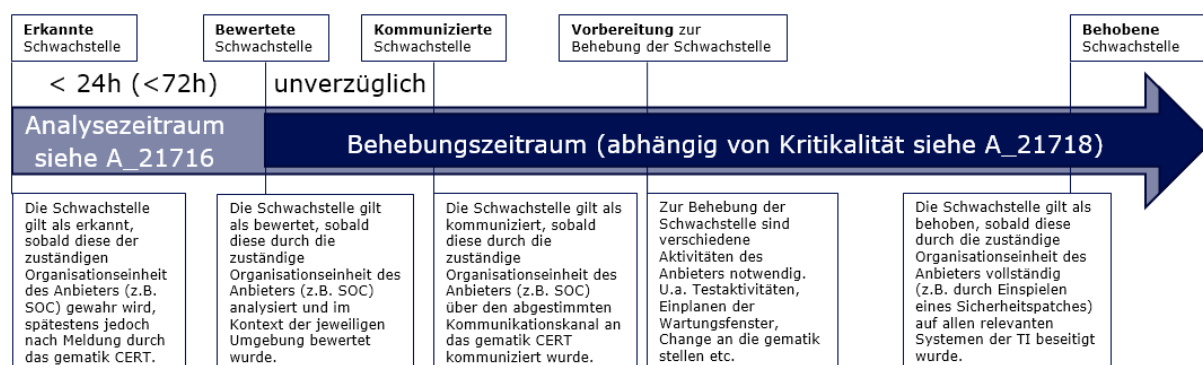 Erkannte
Schwachstelle
Bewertete
Schwachstelle
Kommunizierte
Schwachstelle
Vorbereitung zur
Behebung der Schwachstelle
Behobene
Schwachstelle
< 24h (<72h)
unverzüglich
Analysezeitraum
siehe A_21716
Behebungszeitraum (abhängig von Kritikalität siehe A_21718)
Die Schwachstelle
gilt als erkannt,
sobald diese der
zuständigen
Organisationseinheit
des Anbieters (z.B.
SOC) gewahr wird,
spätestens jedoch
nach Meldung durch
das gematik CERT.
Die Schwachstelle gilt
als bewertet, sobald
diese durch die
zuständige
Organisationseinheit des
Anbieters (z.B. SOC)
analysiert und im
Kontext der jeweiligen
Umgebung bewertet
wurde.
Die Schwachstelle gilt als
kommuniziert, sobald
diese durch die
zuständige
Organisationseinheit des
Anbieters (z.B. SOC)
über den abgestimmten
Kommunikationskanal an
das gematik CERT
kommuniziert wurde.
Zur Behebung der
Schwachstelle sind
verschiedene
Aktivitäten des
Anbieters notwendig.
U.a. Testaktivitäten,
Einplanen der
Wartungsfenster,
Change an die gematik
stellen etc.
Die Schwachstelle gilt als
behoben, sobald diese
durch die zuständige
Organisationseinheit des
Anbieters vollständig
(z.B. durch Einspielen
eines Sicherheitspatches)
auf allen relevanten
Systemen der TI beseitigt
wurde.